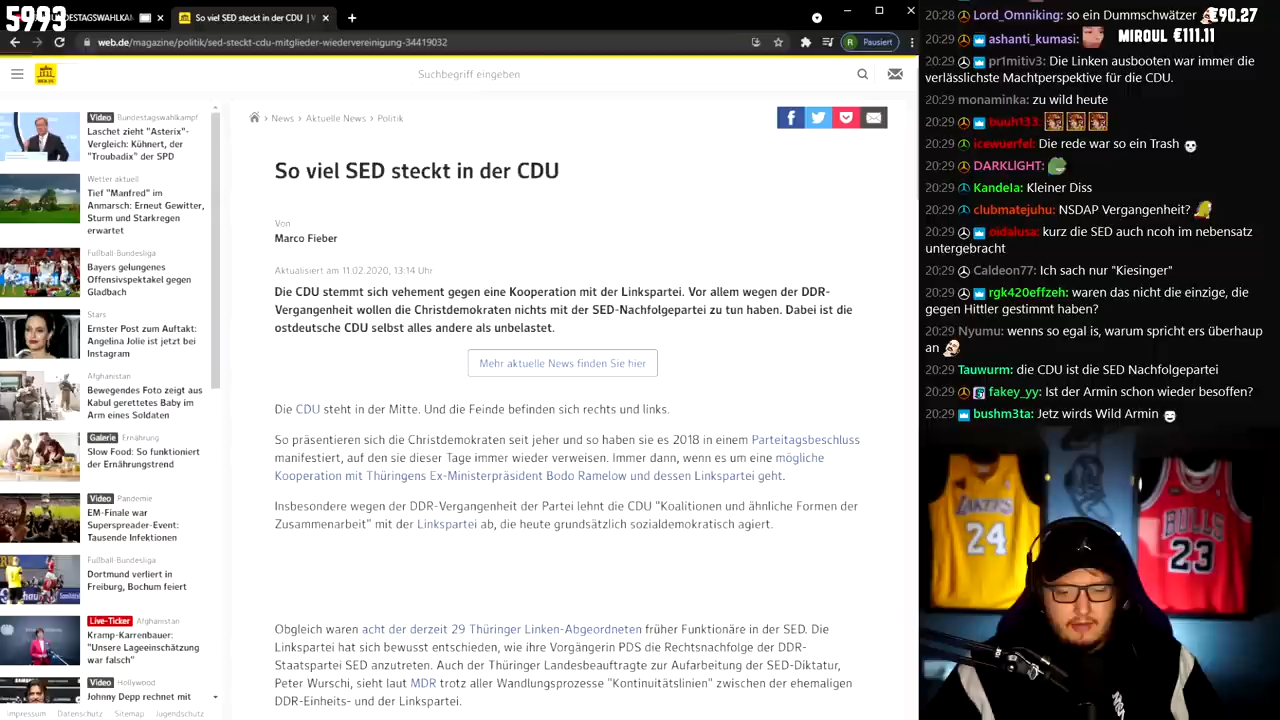 5993
BUNDESTAGSWAHLKAM
So viel SED steckt in der CDU | V
web.de/magazine/politik/sed-steckt-cdu-mitglieder-wiedervereinigung-34419032
R
Pausiert
Suchbegriff eingeben
Video Bundestagswahlkampf
Laschet zieht "Asterix"-
Vergleich: Kühnert, der
"Troubadix" der SPD
Wetter aktuell
Tief "Manfred" im
Anmarsch: Erneut Gewitter,
Sturm und Starkregen
erwartet
Fußball-Bundesliga
Bayers gelungenes
Offensivspektakel gegen
Gladbach
Stars
Ernster Post zum Auftakt:
Angelina Jolie ist jetzt bei
Instagram
Afghanistan
Bewegendes Foto zeigt aus
Kabul gerettetes Baby im
Arm eines Soldaten
Galerie Ernährung
Slow Food: So funktioniert
der Ernährungstrend
Video Pandemie
EM-Finale war
Superspreader-Event:
Tausende Infektionen
Fußball-Bundesliga
Dortmund verliert in
Freiburg, Bochum feiert
Live-Ticker Afghanistan
Kramp-Karrenbauer:
"Unsere Lageeinschätzung
war falsch"
Video Hollywood
Johnny Depp rechnet mit
Impressum Datenschutz Sitemap Jugendschutz
News > Aktuelle News > Politik
So viel SED steckt in der CDU
Von
Marco Fieber
Aktualisiert am 11.02.2020, 13:14 Uhr
Die CDU stemmt sich vehement gegen eine Kooperation mit der Linkspartei. Vor allem wegen der DDR-
Vergangenheit wollen die Christdemokraten nichts mit der SED-Nachfolgepartei zu tun haben. Dabei ist die
ostdeutsche CDU selbst alles andere als unbelastet.
Mehr aktuelle News finden Sie hier
Die CDU steht in der Mitte. Und die Feinde befinden sich rechts und links.
So präsentieren sich die Christdemokraten seit jeher und so haben sie es 2018 in einem Parteitagsbeschluss
manifestiert, auf den sie dieser Tage immer wieder verweisen. Immer dann, wenn es um eine mögliche
Kooperation mit Thüringens Ex-Ministerpräsident Bodo Ramelow und dessen Linkspartei geht.
Insbesondere wegen der DDR-Vergangenheit der Partei lehnt die CDU "Koalitionen und ähnliche Formen der
Zusammenarbeit" mit der Linkspartei ab, die heute grundsätzlich sozialdemokratisch agiert.
Obgleich waren acht der derzeit 29 Thüringer Linken-Abgeordneten früher Funktionäre in der SED. Die
Linkspartei hat sich bewusst entschieden, wie ihre Vorgängerin PDS die Rechtsnachfolge der DDR-
Staatspartei SED anzutreten. Auch der Thüringer Landesbeauftragte zur Aufarbeitung der SED-Diktatur,
Peter Wurschi, sieht laut MDR trotz aller Wandlungsprozesse "Kontinuitätslinien" zwischen der ehemaligen
DDR-Einheits- und der Linkspartei.
20:28 Lord_Omniking: so ein Dummschwätzer
€90.27
20:29 ashanti_kumasi:
MIROUL €111.11
20:29 pr1mitiv3: Die Linken ausbooten war immer die
verlässlichste Machtperspektive für die CDU.
20:29 monaminka: zu wild heute
20:29 buuh133:
20:29 icewuerfel: Die rede war so ein Trash
20:29 DARKLIGHT:
20:29 Kandela: Kleiner Diss
20:29 clubmatejuhu: NSDAP Vergangenheit?
20:29 oidalusa: kurz die SED auch ncoh im nebensatz
untergebracht
20:29 Caldeon77: Ich sach nur "Kiesinger"
20:29 rgk420effzeh: waren das nicht die einzige, die
gegen Hittler gestimmt haben?
20:29 Nyumu: wenns so egal is, warum spricht ers überhaup
an
20:29 Tauwurm: die CDU ist die SED Nachfolgepartei
20:29 fakey_yy: Ist der Armin schon wieder besoffen?
20:29 bushm3ta: Jetz wirds Wild Armin
LAKERS
24
BULLS
23